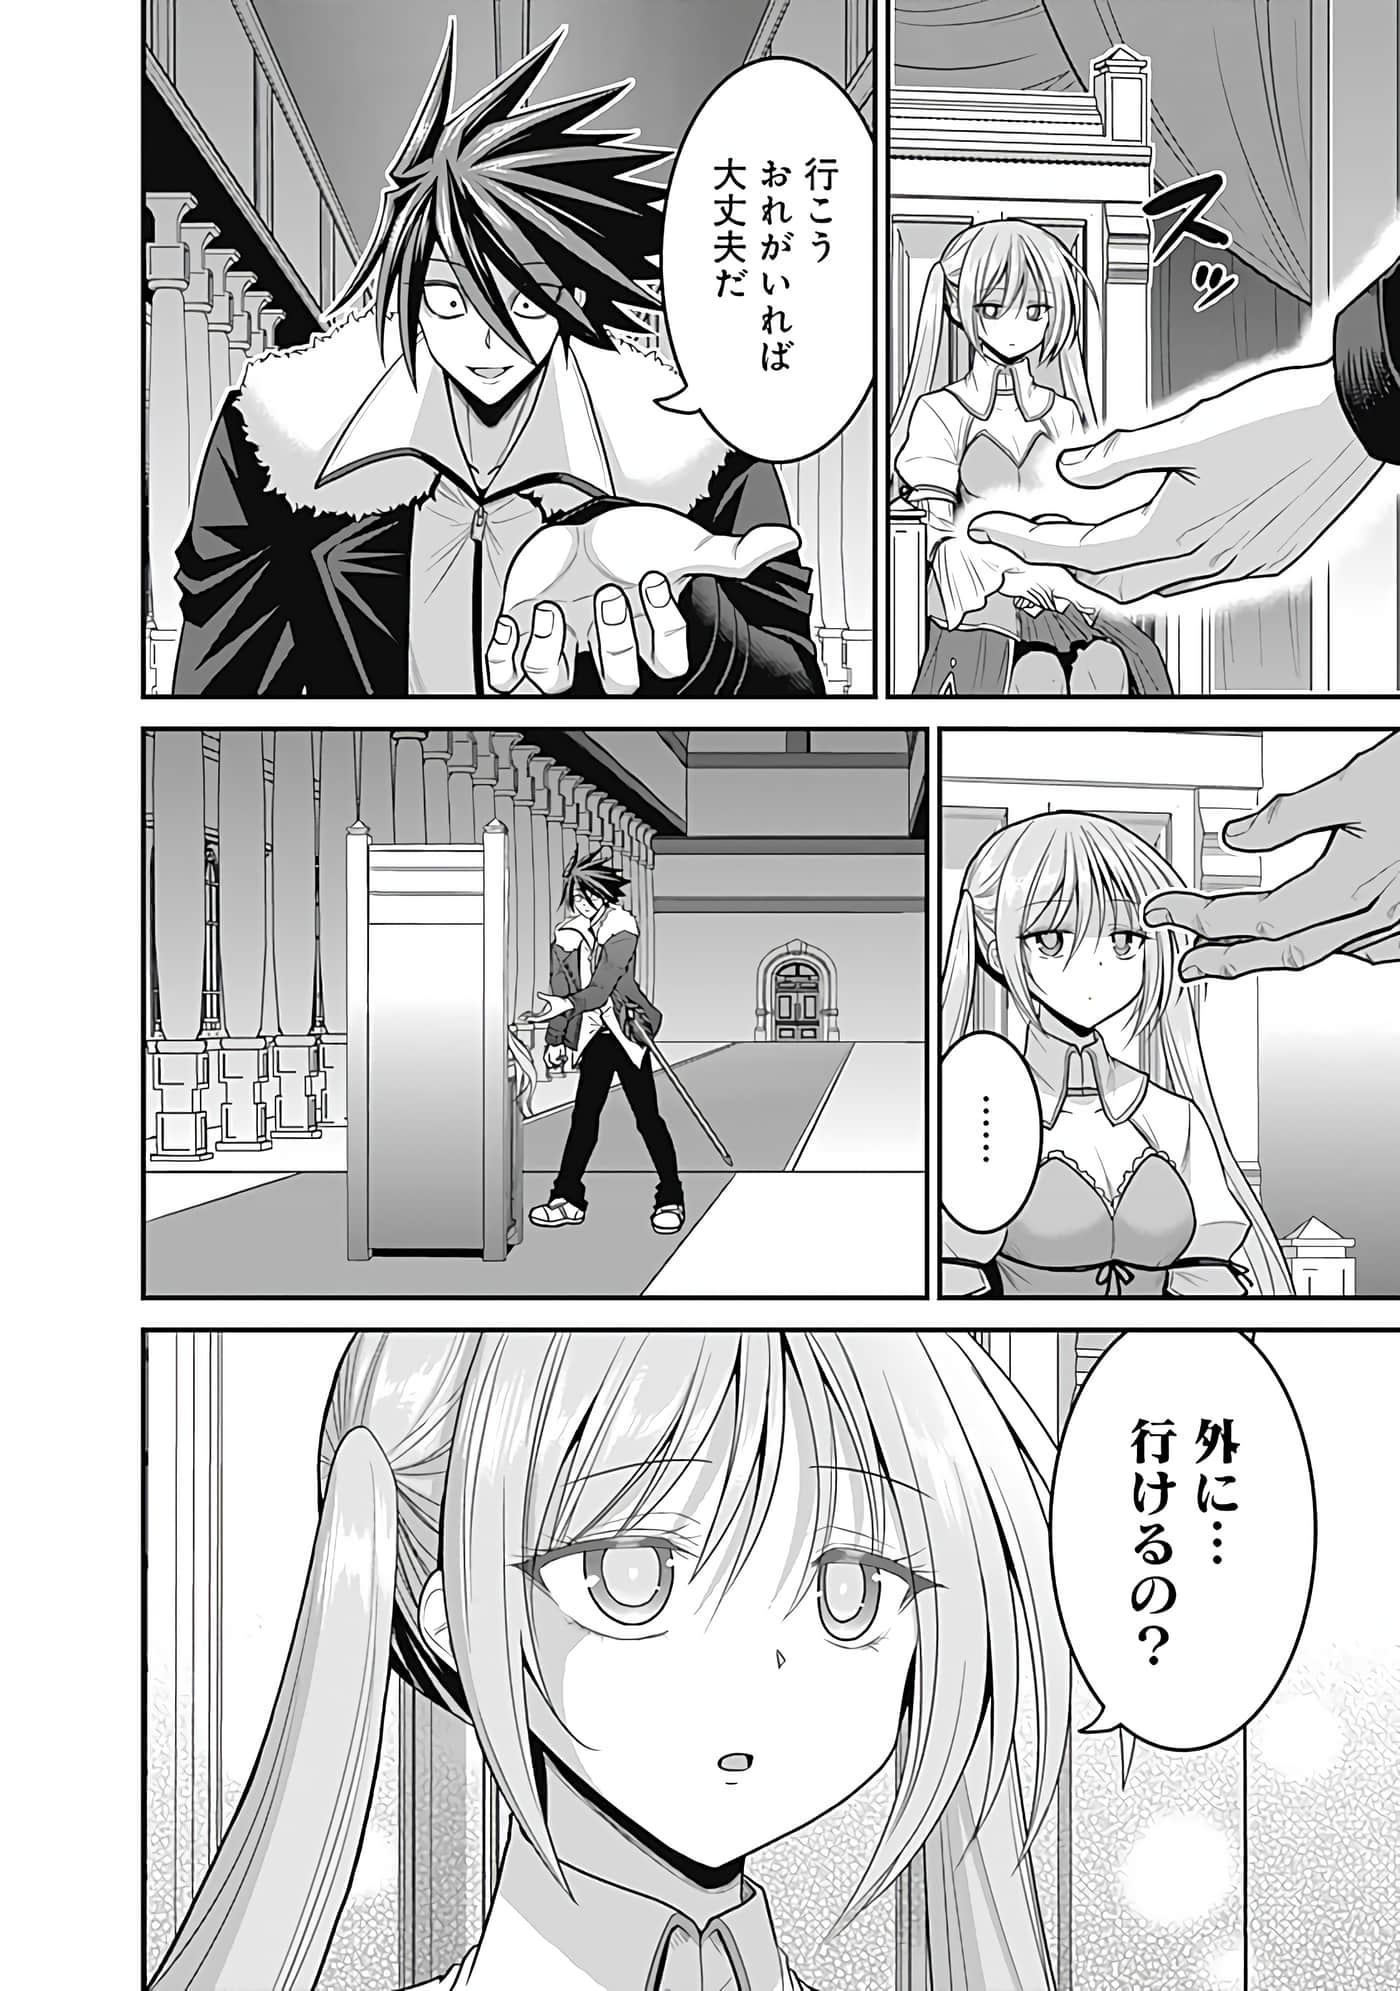 スッ
行こう
おれがいれば
大丈夫だ
……
外に…
行けるの？